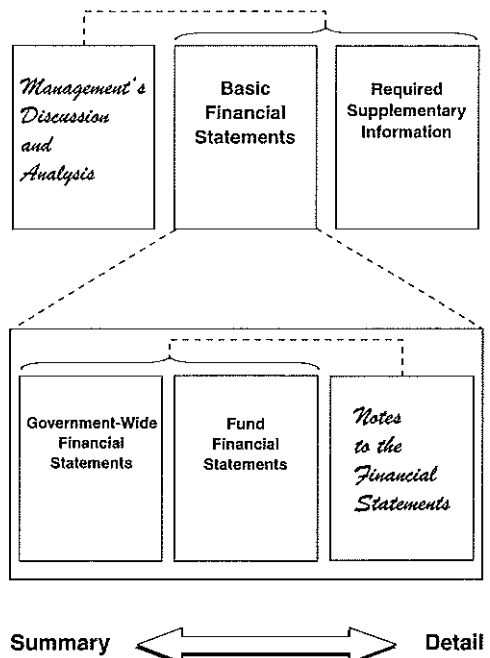 Management's
Discussion
and
Analysis
Basic
Financial
Statements
Required
Supplementary
Information
Government-Wide
Financial
Statements
Fund
Financial
Statements
Notes
to the
Financial
Statements
Summary
Detail